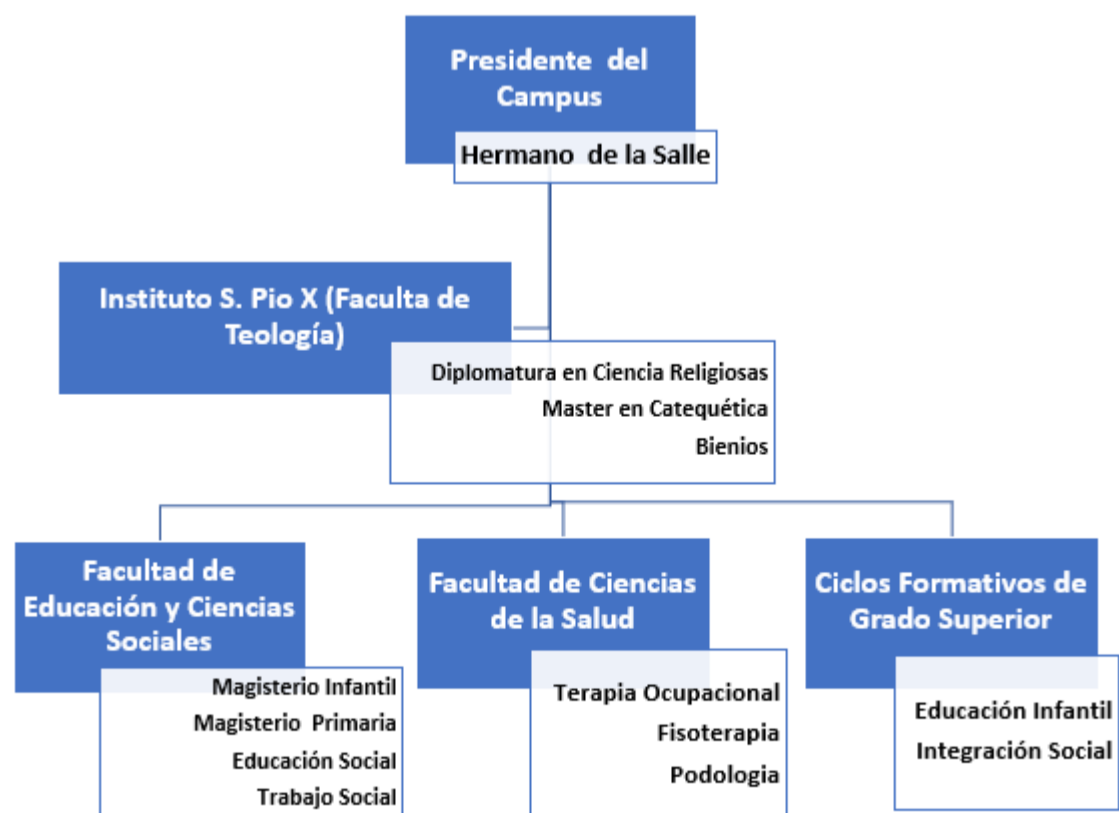 Presidente del
Campus
Hermano de la Salle
Instituto S. Pio X (Faculta de
Teología)
Diplomatura en Ciencia Religiosas
Master en Catequética
Bienios
Facultad de
Educación y Ciencias
Sociales
Magisterio Infantil
Magisterio Primaria
Educación Social
Trabajo Social
Facultad de Ciencias
de la Salud
Terapia Ocupacional
Fisoterapia
Podologia
Ciclos Formativos de
Grado Superior
Educación Infantil
Integración Social